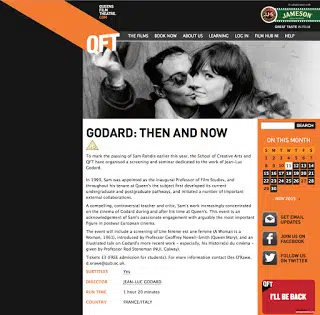 QUEENS
FILM
THEATRE.
COM
JAMESON
GREAT TASTE IN FILM
QFT
THE FILMS BOOK NOW ABOUT US LEARNING LOG IN FILM HUB NI HELP
GODARD: THEN AND NOW
To mark the passing of Sam Rohdie earlier this year, the School of Creative Arts and
QFT have organised a screening and seminar dedicated to the work of Jean-Luc
Godard.
In 1993, Sam was appointed as the inaugural Professor of Film Studies, and
throughout his tenure at Queen's the subject first developed its current
undergraduate and postgraduate pathways, and initiated a number of important
external collaborations.
A compelling, controversial teacher and critic, Sam's work increasingly concentrated
on the cinema of Godard during and after his time at Queen's. This event is an
acknowledgement of Sam's passionate engagement with arguably the most important
figure in postwar European cinema.
The event will include a screening of Une femme est une femme (A Woman is a
Woman, 1961), introduced by Professor Geoffrey Nowell-Smith (Queen Mary), and an
illustrated talk on Godard's more recent work – especially, his Histoire(s) du cinéma –
given by Professor Rod Stoneman (NUI, Galway).
Tickets £3 (FREE admission for students). For more information contact Des O'Rawe,
d.orawe@qub.ac.uk.
SUBTITLES Yes
DIRECTOR JEAN-LUC GODARD
RUN TIME 1 hour 25 minutes
COUNTRY FRANCE/ITALY
SEARCH
ON THIS MONTH
S M T W T F S
NOV 2015
GET EMAIL
UPDATES
JOIN US ON
FACEBOOK
FOLLOW US
ON TWITTER
QFT
I'LL BE BACK